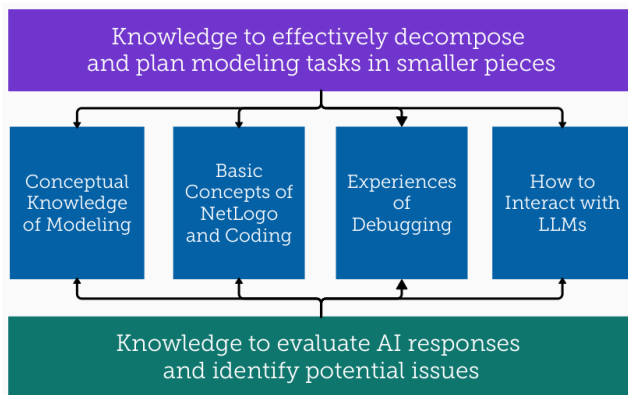 Knowledge to effectively decompose
and plan modeling tasks in smaller pieces
Conceptual
Knowledge
of Modeling
Basic
Concepts of
NetLogo
and Coding
Experiences
of
Debugging
How to
Interact with
LLMs
Knowledge to evaluate AI responses
and identify potential issues